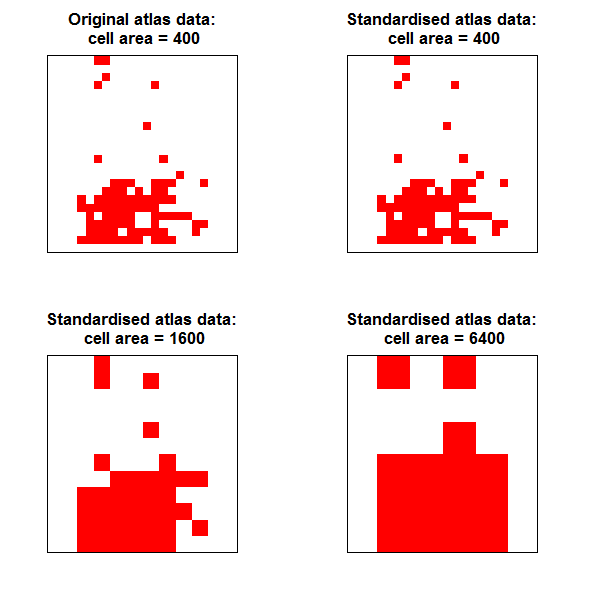 Original atlas data:
cell area = 400
Standardised atlas data:
cell area = 400
Standardised atlas data:
cell area = 1600
Standardised atlas data:
cell area = 6400